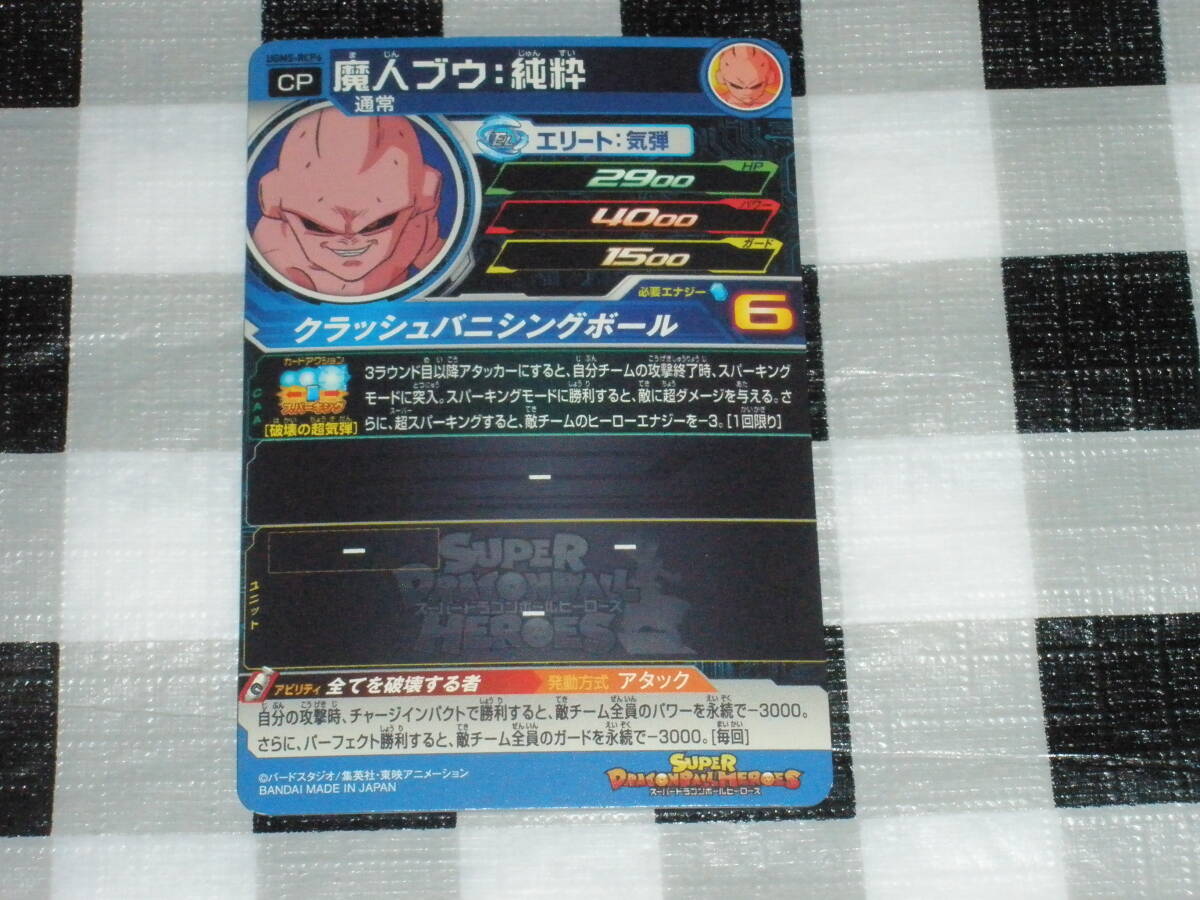 UGM5-RCP4
CP
魔人ブウ:純粋
まじん
じゅんすい
通常
EL エリート:気弾
HP
2900
パワー
4000
ガード
1500
必要エナジー
6
クラッシュバニシングボール
カードアクション
スパーキング
[破壊の超気弾]
CAA
3ラウンド目以降アタッカーにすると、自分チームの攻撃終了時、スパーキング
モードに突入。スパーキングモードに勝利すると、敵に超ダメージを与える。さ
らに、超スパーキングすると、敵チームのヒーローエナジーを-3。[1回限り]
ー
ー
ー
ー
ユニット
SUPER
DRAGONBALL
スーパードラゴンボールヒーローズ
HEROES
アビリティ 全てを破壊する者
発動方式 アタック
自分の攻撃時、チャージインパクトで勝利すると、敵チーム全員のパワーを永続で-3000。
さらに、パーフェクト勝利すると、敵チーム全員のガードを永続で-3000。[毎回]
©バードスタジオ/集英社・東映アニメーション
BANDAI MADE IN JAPAN
SUPER
DRAGONBALL HEROES
スーパードラゴンボールヒーローズ